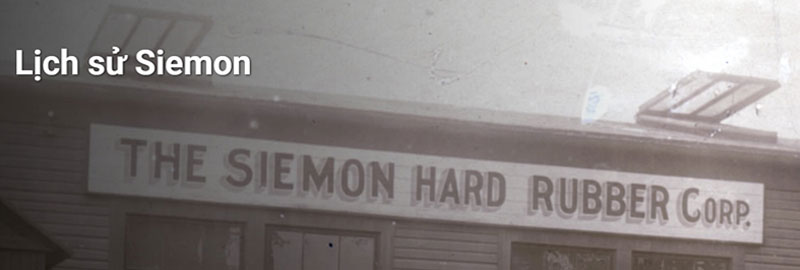 Lịch sử Siemon
THE SIEMON HARD RUBBER CORP.